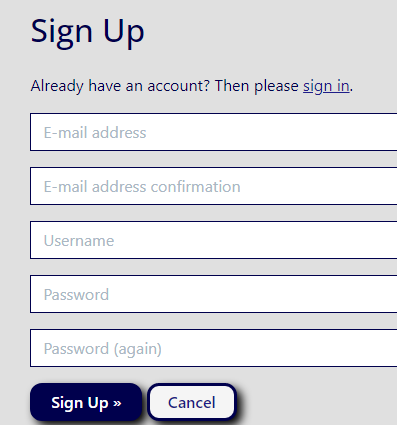 Sign Up
Already have an account? Then please sign in.
E-mail address
E-mail address confirmation
Username
Password
Password (again)
Sign Up » Cancel